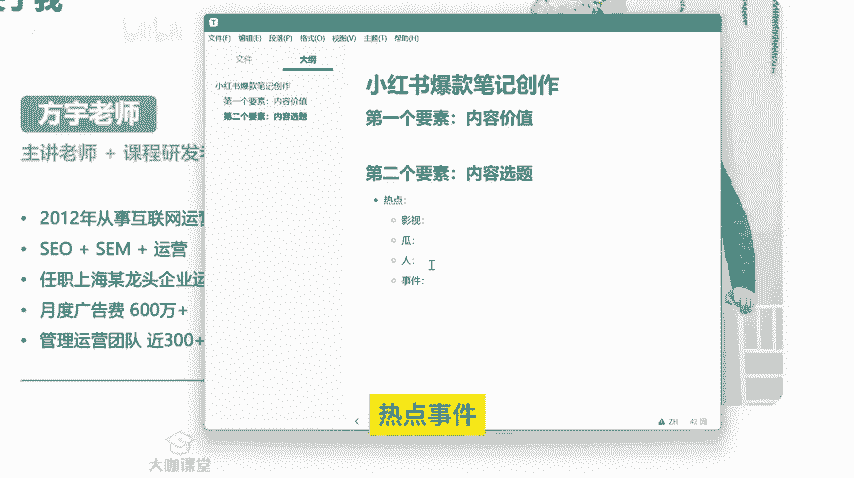 于我
方宇老师
主讲老师 + 课程研发
• 2012年从事互联网运营
• SEO + SEM + 运营
• 任职上海某龙头企业运
• 月度广告费 600万+
• 管理运营团队 近300+
大咖课堂
文件(F) 编辑(E) 段落(P) 格式(O) 视图(V) 主题(T) 帮助(H)
文件 大纲
小红书爆款笔记创作
第一个要素：内容价值
第二个要素：内容选题
小红书爆款笔记创作
第一个要素：内容价值
第二个要素：内容选题
• 热点：
○ 影视：
○ 瓜：
○ 人：
○ 事件：
热点事件
ZH 42 词